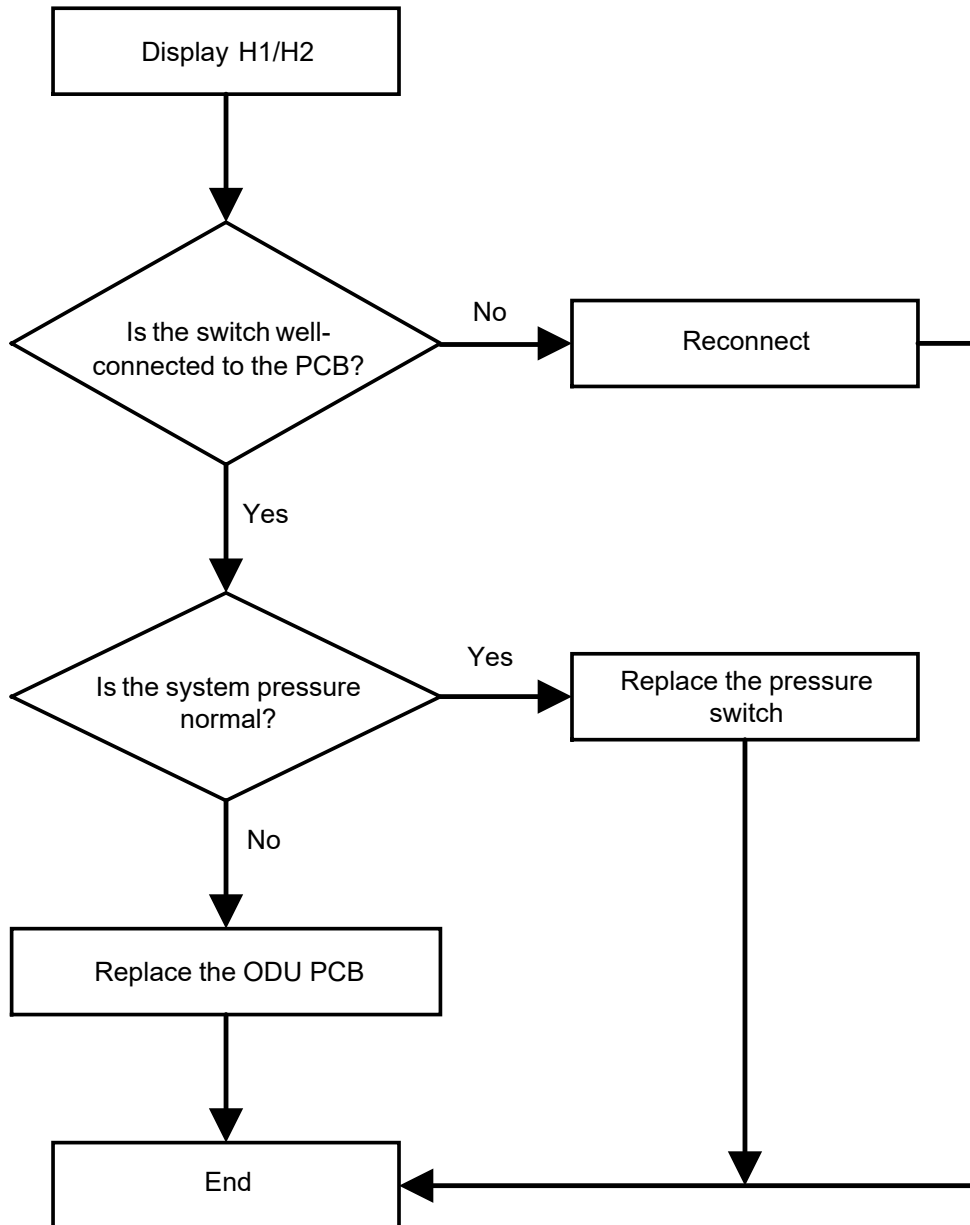 Display H1/H2
Is the switch well-
connected to the PCB?
No
Reconnect
Yes
Is the system pressure
normal?
Yes
Replace the pressure
switch
No
Replace the ODU PCB
End